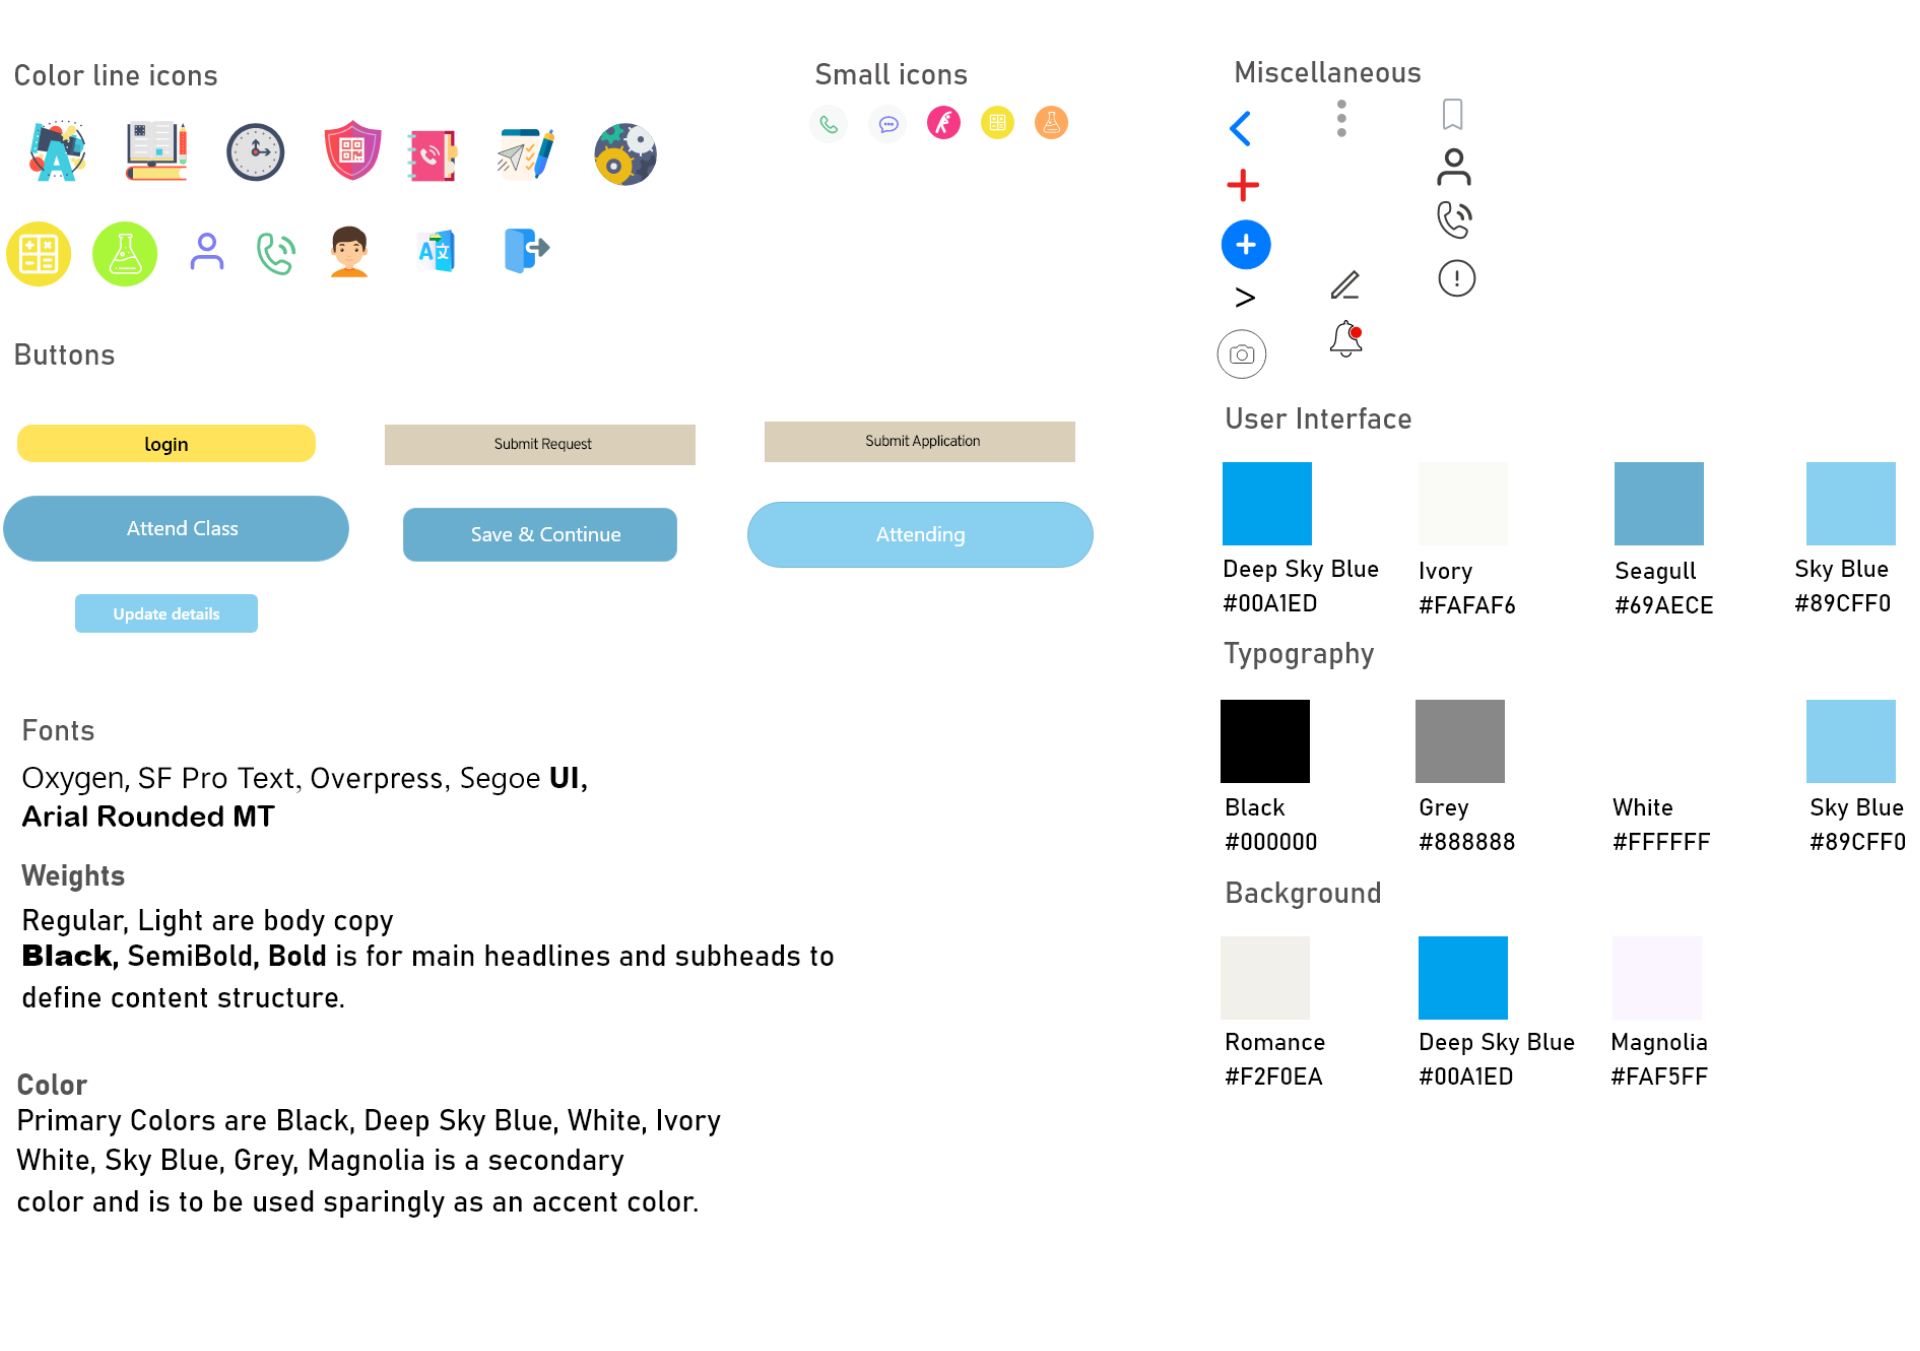 Color line icons
Small icons
Miscellaneous
A
A 文
>
Buttons
login
Submit Request
Submit Application
Attend Class
Save & Continue
Attending
Update details
User Interface
Deep Sky Blue
#00A1ED
Ivory
#FAFAF6
Seagull
#69AECE
Sky Blue
#89CFF0
Typography
Black
#000000
Grey
#888888
White
#FFFFFF
Sky Blue
#89CFF0
Background
Romance
#F2F0EA
Deep Sky Blue
#00A1ED
Magnolia
#FAF5FF
Fonts
Oxygen, SF Pro Text, Overpress, Segoe UI,
Arial Rounded MT
Weights
Regular, Light are body copy
Black, SemiBold, Bold is for main headlines and subheads to
define content structure.
Color
Primary Colors are Black, Deep Sky Blue, White, Ivory
White, Sky Blue, Grey, Magnolia is a secondary
color and is to be used sparingly as an accent color.